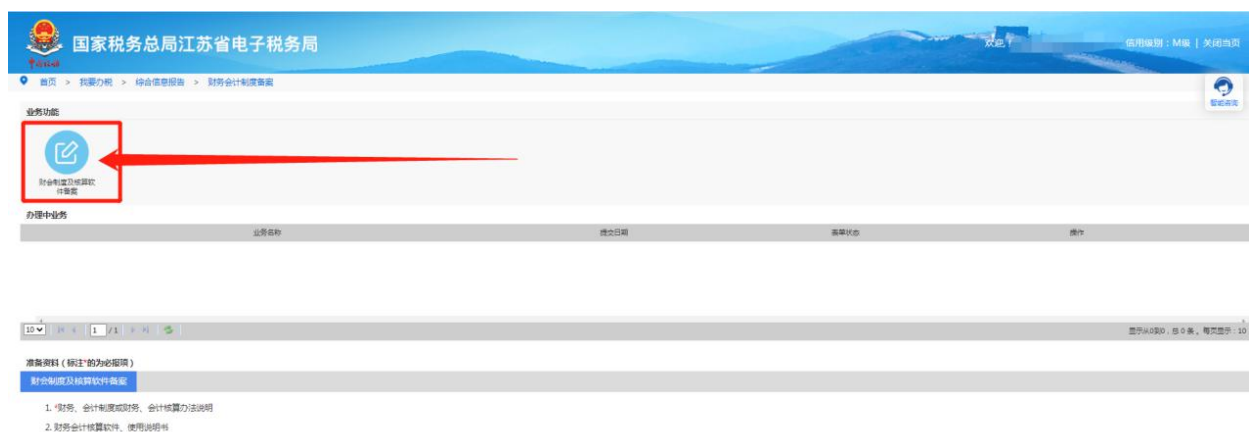 国家税务总局江苏省电子税务局
欢迎，
信用级别：M级 | 关闭当页
中国税务
首页 > 我要办税 > 综合信息报告 > 财务会计制度备案
智能咨询
业务功能
财会制度及核算软
件备案
办理中业务
业务名称 提交日期 表单状态 操作
10 1 /1
显示从0到0，总 0 条。每页显示：10
准备资料（标注*的为必报项）
财会制度及核算软件备案
1. *财务、会计制度或财务、会计核算办法说明
2. 财务会计核算软件、使用说明书